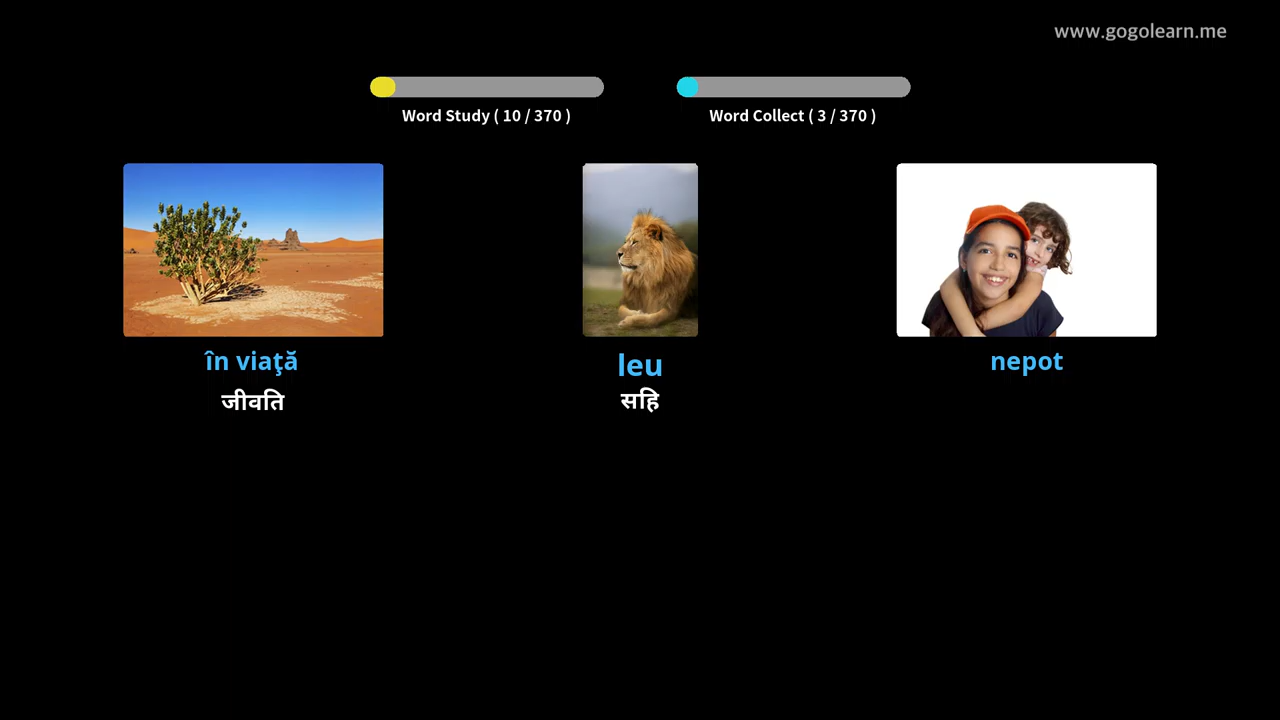 www.gogolearn.me
Word Study ( 10 / 370 )
Word Collect ( 3 / 370 )
în viaţă
leu
nepot
जीवति
सहि